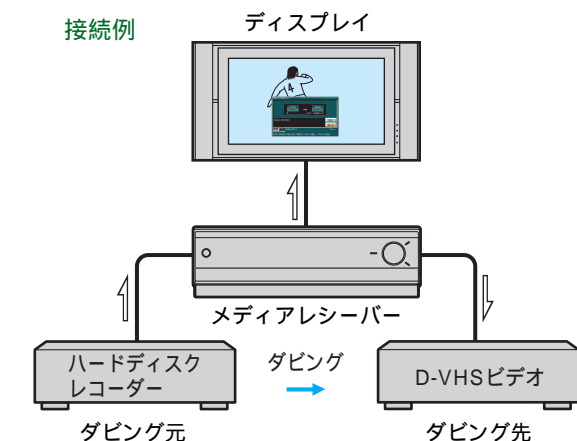 接続例
ディスプレイ
4
メディアレシーバー
ハードディスク
レコーダー
ダビング
D-VHSビデオ
ダビング元
ダビング先